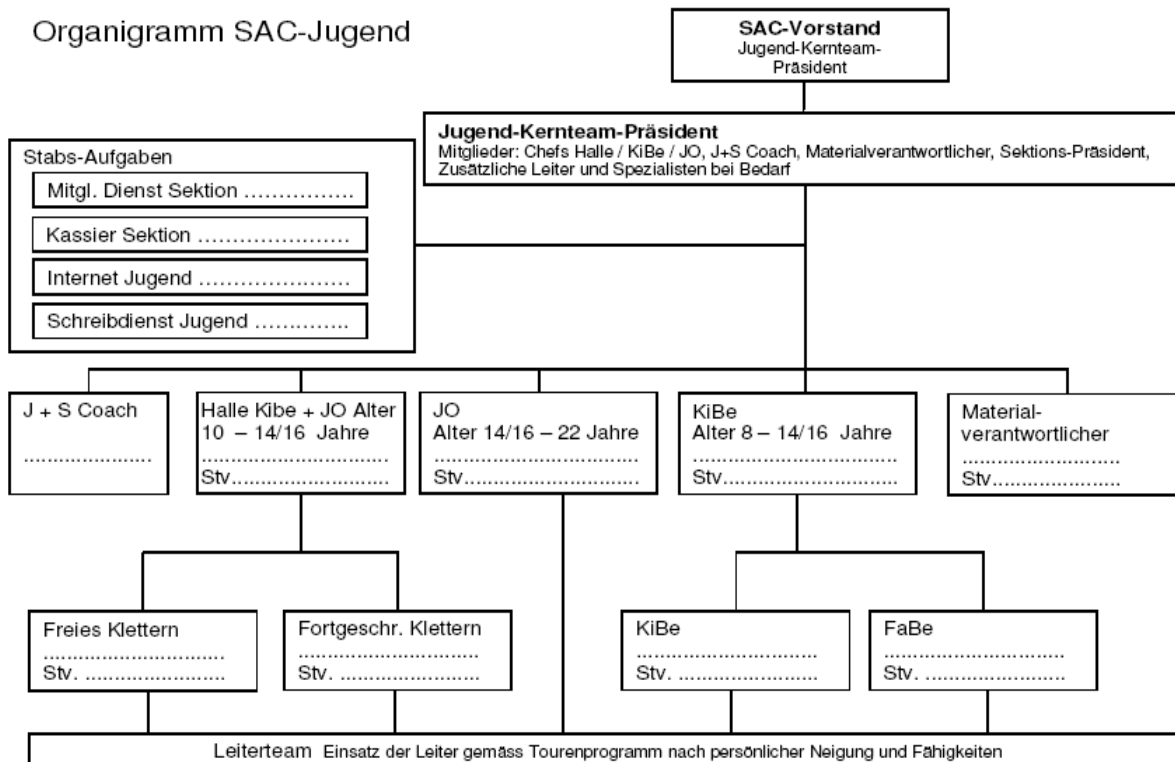 Organigramm SAC-Jugend
SAC-Vorstand
Jugend-Kernteam-
Präsident
Jugend-Kernteam-Präsident
Mitglieder: Chefs Halle / KiBe / JO, J+S Coach, Materialverantwortlicher, Sektions-Präsident,
Zusätzliche Leiter und Spezialisten bei Bedarf
Stabs-Aufgaben
Mitgl. Dienst Sektion ................
Kassier Sektion ......................
Internet Jugend ......................
Schreibdienst Jugend ..............
J + S Coach
.......................
Halle Kibe + JO Alter
10 – 14/16 Jahre
.................................
Stv............................
JO
Alter 14/16 – 22 Jahre
.....................................
Stv...............................
KiBe
Alter 8 – 14/16 Jahre
.....................................
Stv...............................
Material-
verantwortlicher
............................
Stv.......................
Freies Klettern
................................
Stv. .........................
Fortgeschr. Klettern
................................
Stv. .........................
KiBe
................................
Stv. .........................
FaBe
................................
Stv. .........................
Leiterteam Einsatz der Leiter gemäss Tourenprogramm nach persönlicher Neigung und Fähigkeiten